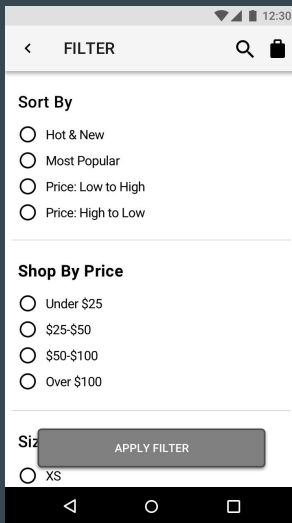 12:30
FILTER
Sort By
Hot & New
Most Popular
Price: Low to High
Price: High to Low
Shop By Price
Under $25
$25-$50
$50-$100
Over $100
APPLY FILTER
XS